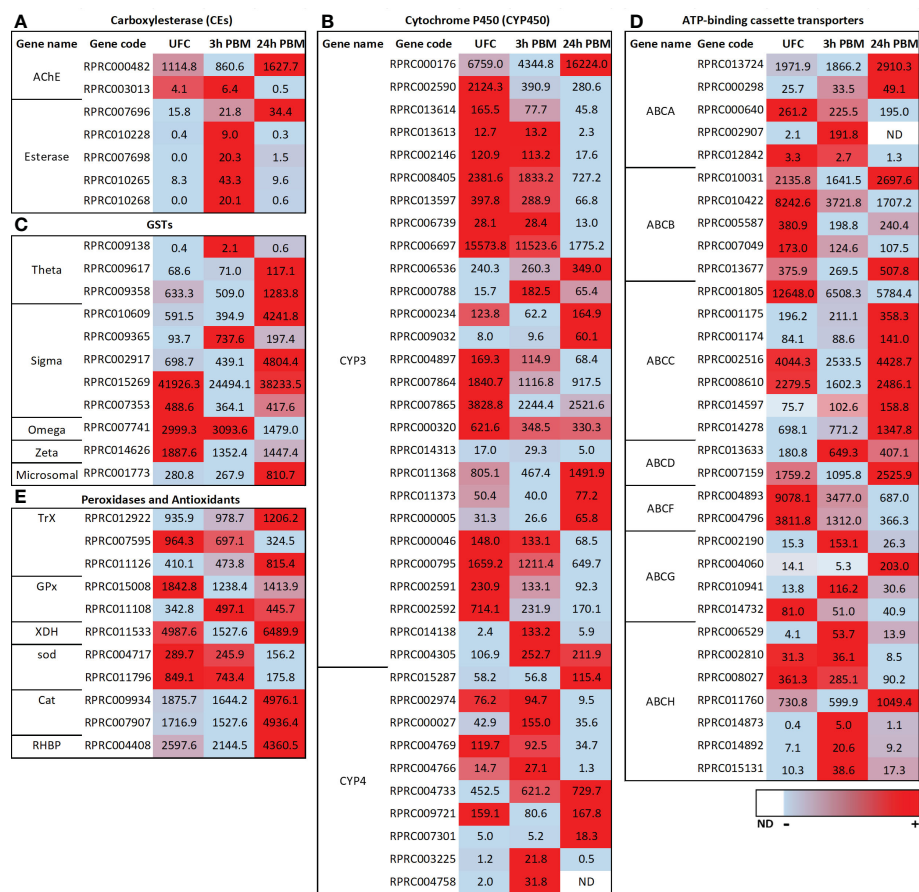 A
Carboxylesterase (CEs)
Gene name Gene code UFC 3h PBM 24h PBM
AChE
RPRC000482 1114.8 860.6 1627.7
RPRC003013 4.1 6.4 0.5
Esterase
RPRC007696 15.8 21.8 34.4
RPRC010228 0.4 9.0 0.3
RPRC007698 0.0 20.3 1.5
RPRC010265 8.3 43.3 9.6
RPRC010268 0.0 20.1 0.6
C
GSTs
Theta
RPRC009138 0.4 2.1 0.6
RPRC009617 68.6 71.0 117.1
RPRC009358 633.3 509.0 1283.8
Sigma
RPRC010609 591.5 394.9 4241.8
RPRC009365 93.7 737.6 197.4
RPRC002917 698.7 439.1 4804.4
RPRC015269 41926.3 24494.1 38233.5
RPRC007353 488.6 364.1 417.6
Omega RPRC007741 2999.3 3093.6 1479.0
Zeta RPRC014626 1887.6 1352.4 1447.4
Microsomal RPRC001773 280.8 267.9 810.7
E
Peroxidases and Antioxidants
TrX RPRC012922 935.9 978.7 1206.2
RPRC007595 964.3 697.1 324.5
RPRC011126 410.1 473.8 815.4
GPx RPRC015008 1842.8 1238.4 1413.9
RPRC011108 342.8 497.1 445.7
XDH RPRC011533 4987.6 1527.6 6489.9
sod RPRC004717 289.7 245.9 156.2
RPRC011796 849.1 743.4 175.8
Cat RPRC009934 1875.7 1644.2 4976.1
RPRC007907 1716.9 1527.6 4936.4
RHBP RPRC004408 2597.6 2144.5 4360.5
B
Cytochrome P450 (CYP450)
Gene name Gene code UFC 3h PBM 24h PBM
CYP3
RPRC000176 6759.0 4344.8 16224.0
RPRC002590 2124.3 390.9 280.6
RPRC013614 165.5 77.7 45.8
RPRC013613 12.7 13.2 2.3
RPRC002146 120.9 113.2 17.6
RPRC008405 2381.6 1833.2 727.2
RPRC013597 397.8 288.9 66.8
RPRC006739 28.1 28.4 13.0
RPRC006697 15573.8 11523.6 1775.2
RPRC006536 240.3 260.3 349.0
RPRC000788 15.7 182.5 65.4
RPRC000234 123.8 62.2 164.9
RPRC009032 8.0 9.6 60.1
RPRC004897 169.3 114.9 68.4
RPRC007864 1840.7 1116.8 917.5
RPRC007865 3828.8 2244.4 2521.6
RPRC000320 621.6 348.5 330.3
RPRC014313 17.0 29.3 5.0
RPRC011368 805.1 467.4 1491.9
RPRC011373 50.4 40.0 77.2
RPRC000005 31.3 26.6 65.8
RPRC000046 148.0 133.1 68.5
RPRC000795 1659.2 1211.4 649.7
RPRC002591 230.9 133.1 92.3
RPRC002592 714.1 231.9 170.1
RPRC014138 2.4 133.2 5.9
RPRC004305 106.9 252.7 211.9
CYP4
RPRC015287 58.2 56.8 115.4
RPRC002974 76.2 94.7 9.5
RPRC000027 42.9 155.0 35.6
RPRC004769 119.7 92.5 34.7
RPRC004766 14.7 27.1 1.3
RPRC004733 452.5 621.2 729.7
RPRC009721 159.1 80.6 167.8
RPRC007301 5.0 5.2 18.3
RPRC003225 1.2 21.8 0.5
RPRC004758 2.0 31.8 ND
D
ATP-binding cassette transporters
Gene name Gene code UFC 3h PBM 24h PBM
ABCA
RPRC013724 1971.9 1866.2 2910.3
RPRC000298 25.7 33.5 49.1
RPRC000640 261.2 225.5 195.0
RPRC002907 2.1 191.8 ND
RPRC012842 3.3 2.7 1.3
ABCB
RPRC010031 2135.8 1641.5 2697.6
RPRC010422 8242.6 3721.8 1707.2
RPRC005587 380.9 198.8 240.4
RPRC007049 173.0 124.6 107.5
RPRC013677 375.9 269.5 507.8
ABCC
RPRC001805 12648.0 6508.3 5784.4
RPRC001175 196.2 211.1 358.3
RPRC001174 84.1 88.6 141.0
RPRC002516 4044.3 2533.5 4428.7
RPRC008610 2279.5 1602.3 2486.1
RPRC014597 75.7 102.6 158.8
RPRC014278 698.1 771.2 1347.8
ABCD
RPRC013633 180.8 649.3 407.1
RPRC007159 1759.2 1095.8 2525.9
ABCF
RPRC004893 9078.1 3477.0 687.0
RPRC004796 3811.8 1312.0 366.3
ABCG
RPRC002190 15.3 153.1 26.3
RPRC004060 14.1 5.3 203.0
RPRC010941 13.8 116.2 30.6
RPRC014732 81.0 51.0 40.9
ABCH
RPRC006529 4.1 53.7 13.9
RPRC002810 31.3 36.1 8.5
RPRC008027 361.3 285.1 90.2
RPRC011760 730.8 599.9 1049.4
RPRC014873 0.4 5.0 1.1
RPRC014892 7.1 20.6 9.2
RPRC015131 10.3 38.6 17.3
ND - +